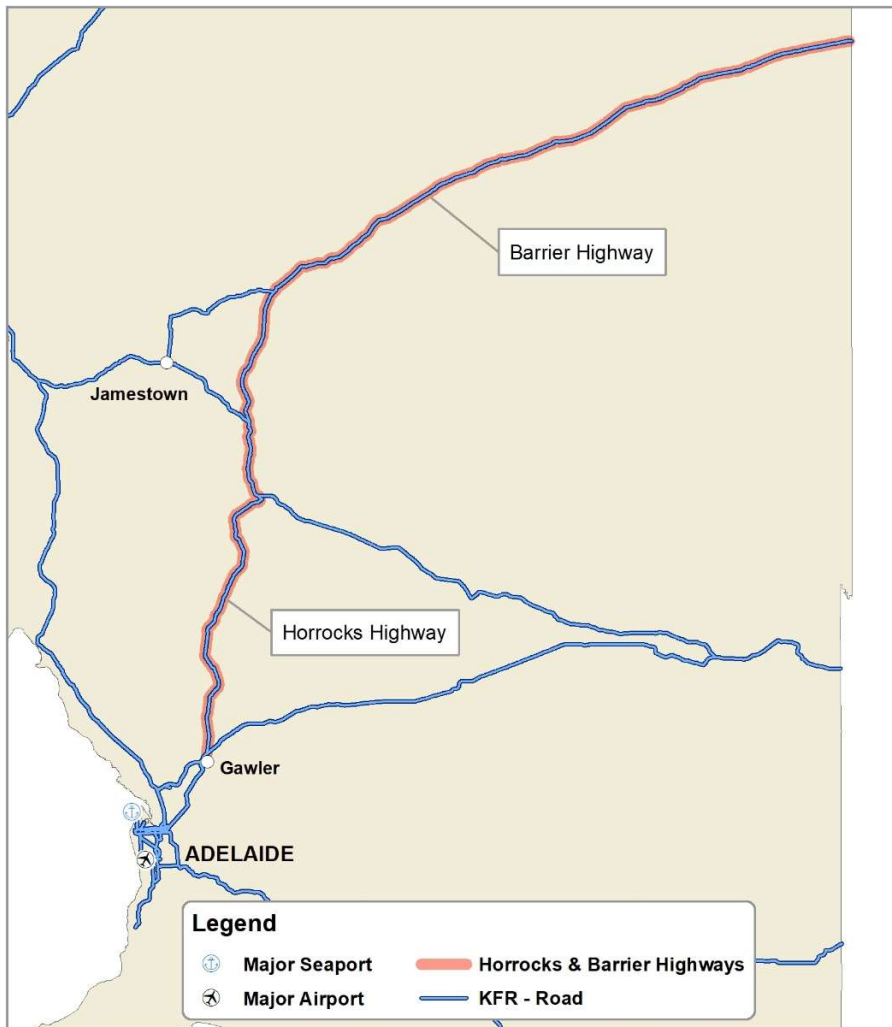 Barrier Highway
Jamestown
Horrocks Highway
Gawler
ADELAIDE
Legend
Major Seaport
Horrocks & Barrier Highways
Major Airport
KFR - Road